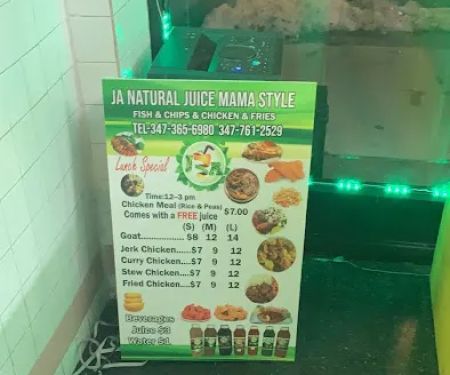 JA NATURAL JUICE MAMA STYLE
FISH & CHIPS & CHICKEN & FRIES
TEL-347-365-6980 347-761-2529
Lunch Special
Time:12–3 pm
Chicken Meal (Rice & Peas) $7.00
Comes with a FREE juice
(S) (M) (L)
Goat..................$8 12 14
Jerk Chicken......$7 9 12
Curry Chicken....$7 9 12
Stew Chicken....$7 9 12
Fried Chicken....$7 9 12
Beverages
Juice $3
Water $1